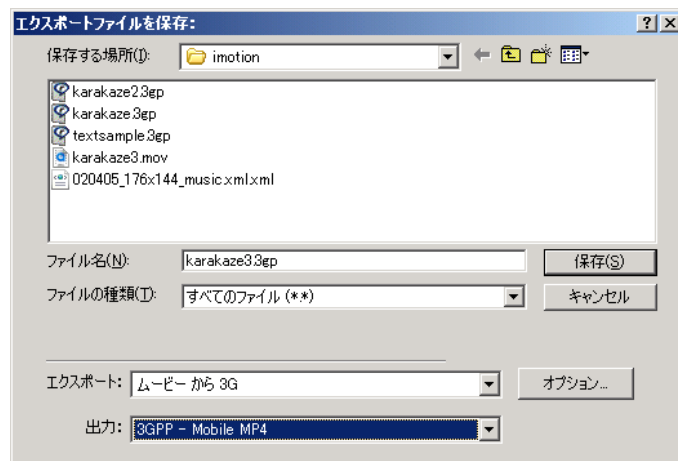 エクスポートファイルを保存:
保存する場所(I): imotion
karakaze2.3gp
karakaze.3gp
textsample.3gp
karakaze3.mov
020405_176x144_music.xml.xml
ファイル名(N): karakaze3.3gp 保存(S)
ファイルの種類(T): すべてのファイル (*.*) キャンセル
エクスポート: ムービー から 3G オプション...
出力: 3GPP - Mobile MP4